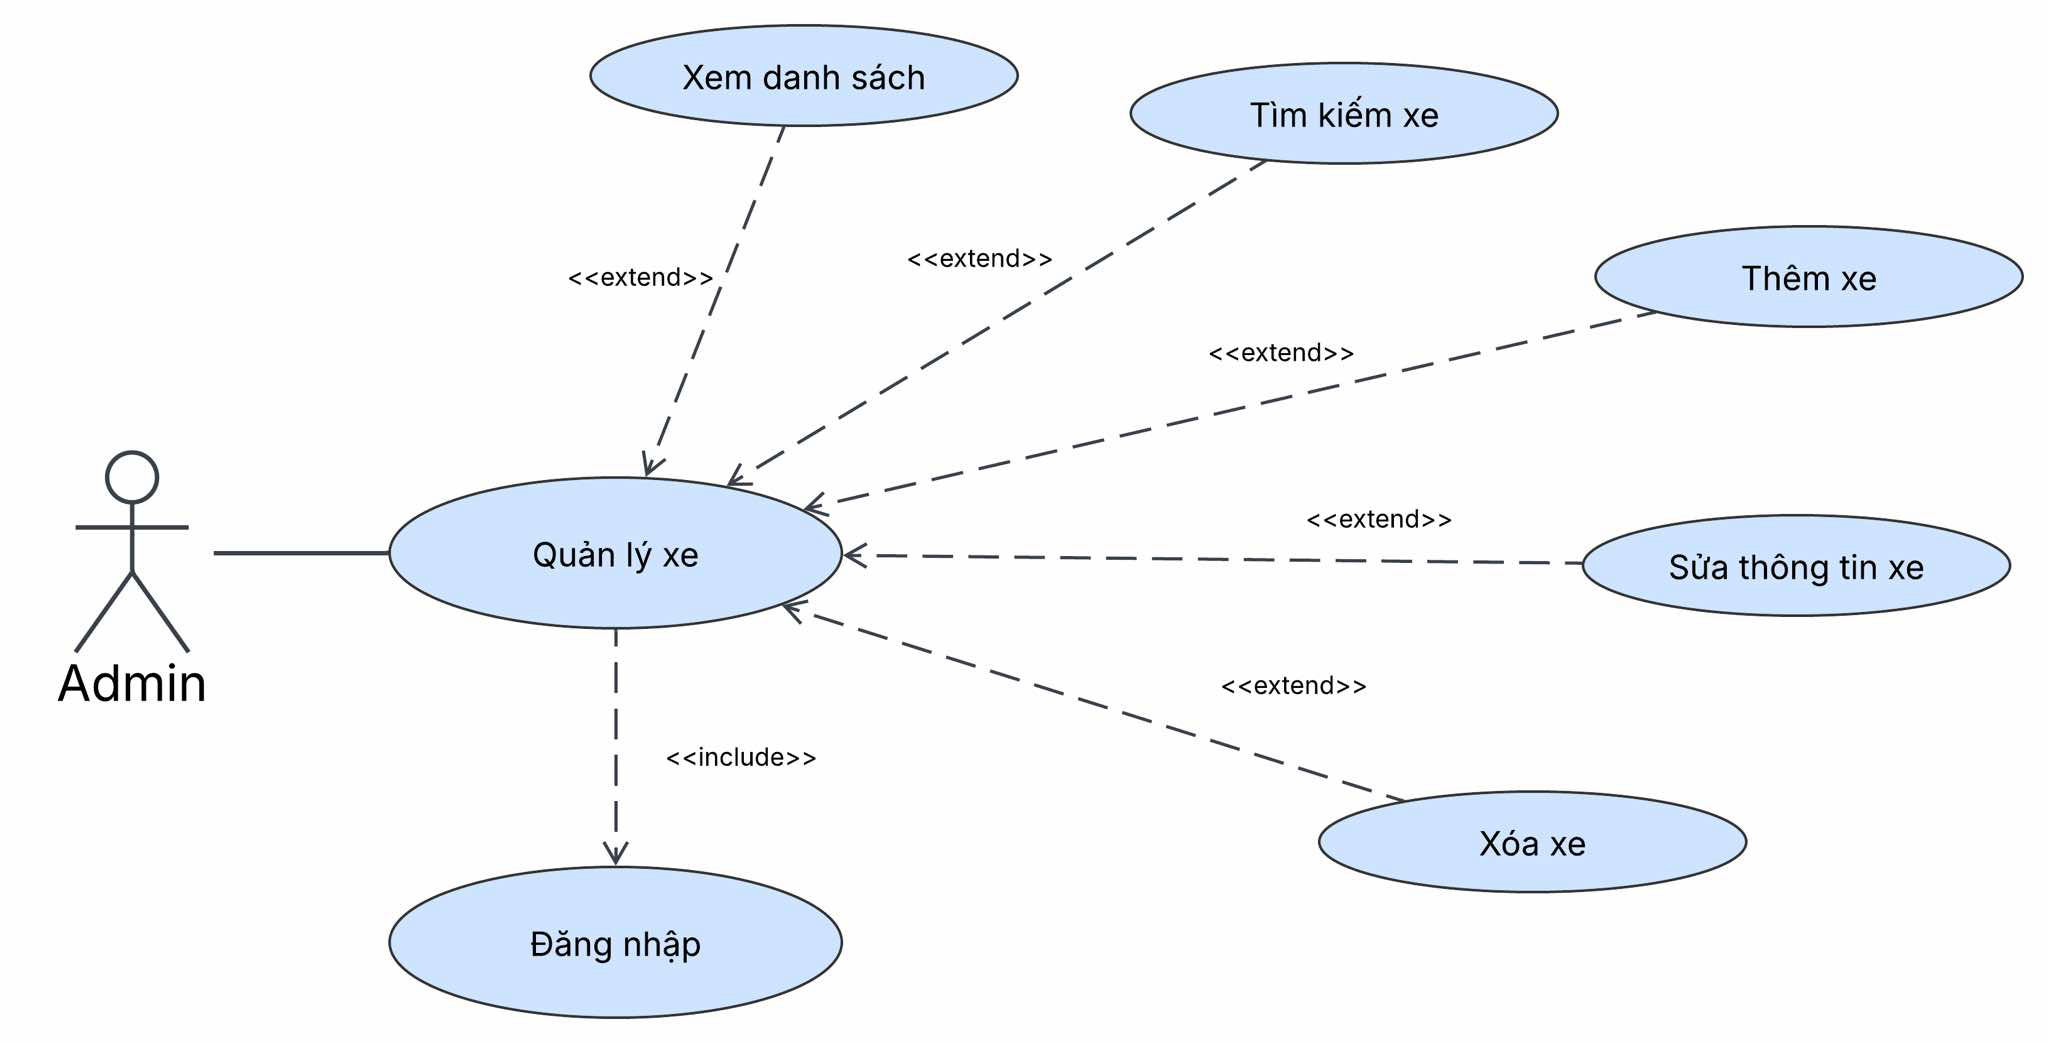 Xem danh sách
Tìm kiếm xe
<<extend>>
<<extend>>
Thêm xe
<<extend>>
<<extend>>
Quản lý xe
Sửa thông tin xe
Admin
<<extend>>
<<include>>
Xóa xe
Đăng nhập